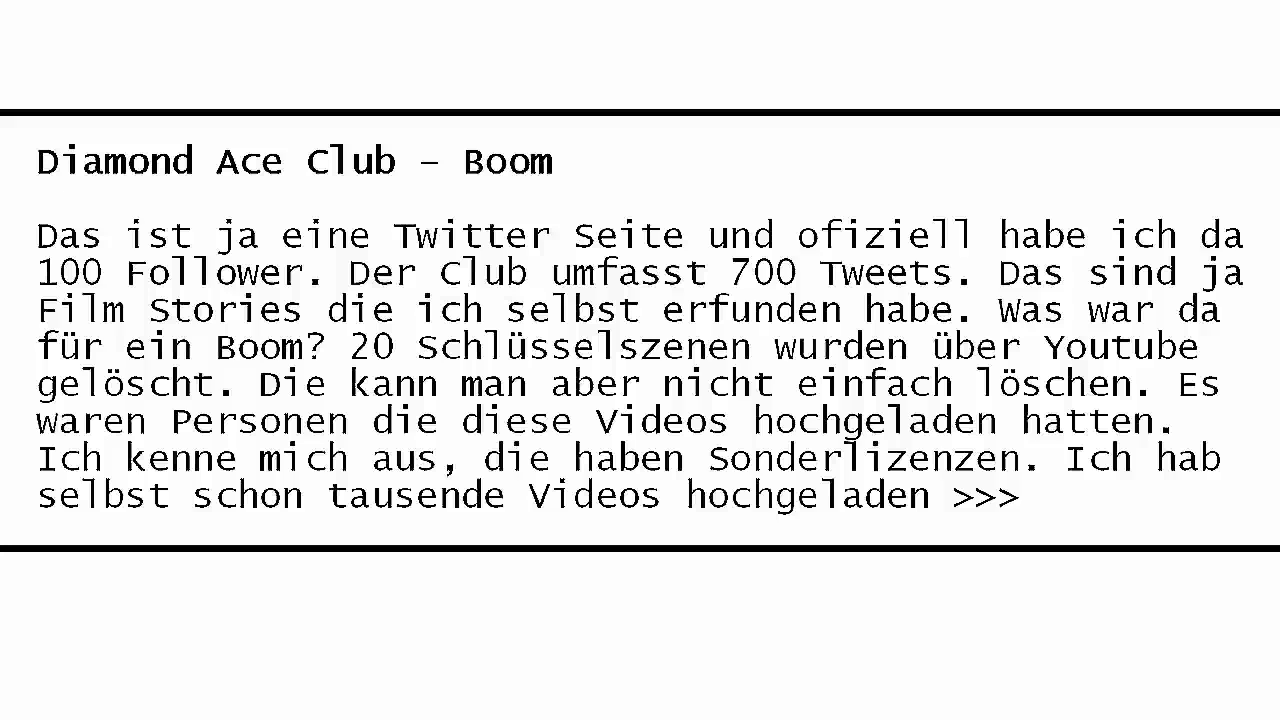 Diamond Ace Club – Boom
Das ist ja eine Twitter Seite und ofiziell habe ich da
100 Follower. Der Club umfasst 700 Tweets. Das sind ja
Film Stories die ich selbst erfunden habe. Was war da
für ein Boom? 20 Schlüsselszenen wurden über Youtube
gelöscht. Die kann man aber nicht einfach löschen. Es
waren Personen die diese Videos hochgeladen hatten.
Ich kenne mich aus, die haben Sonderlizenzen. Ich hab
selbst schon tausende Videos hochgeladen >>>